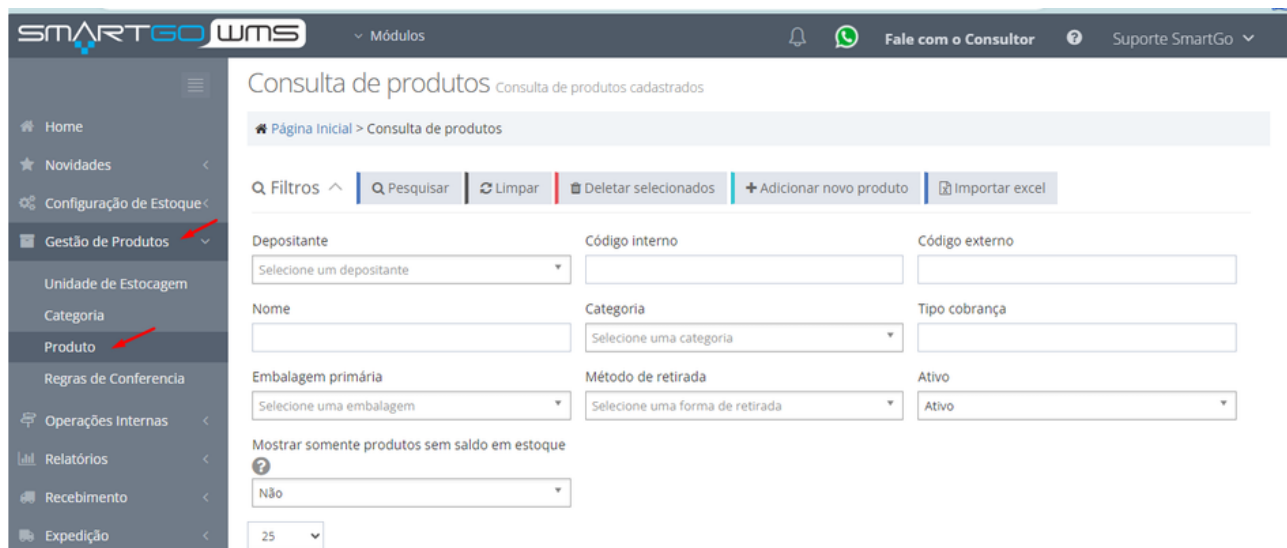 SMARTGO WMS
Módulos
Fale com o Consultor
Suporte SmartGo
Home
Novidades
Configuração de Estoque
Gestão de Produtos
Unidade de Estocagem
Categoria
Produto
Regras de Conferencia
Operações Internas
Relatórios
Recebimento
Expedição
Consulta de produtos Consulta de produtos cadastrados
Página Inicial > Consulta de produtos
Filtros Pesquisar Limpar Deletar selecionados + Adicionar novo produto Importar excel
Depositante Código interno Código externo
Selecione um depositante
Nome Categoria Tipo cobrança
Selecione uma categoria
Embalagem primária Método de retirada Ativo
Selecione uma embalagem Selecione uma forma de retirada Ativo
Mostrar somente produtos sem saldo em estoque
?
Não
25